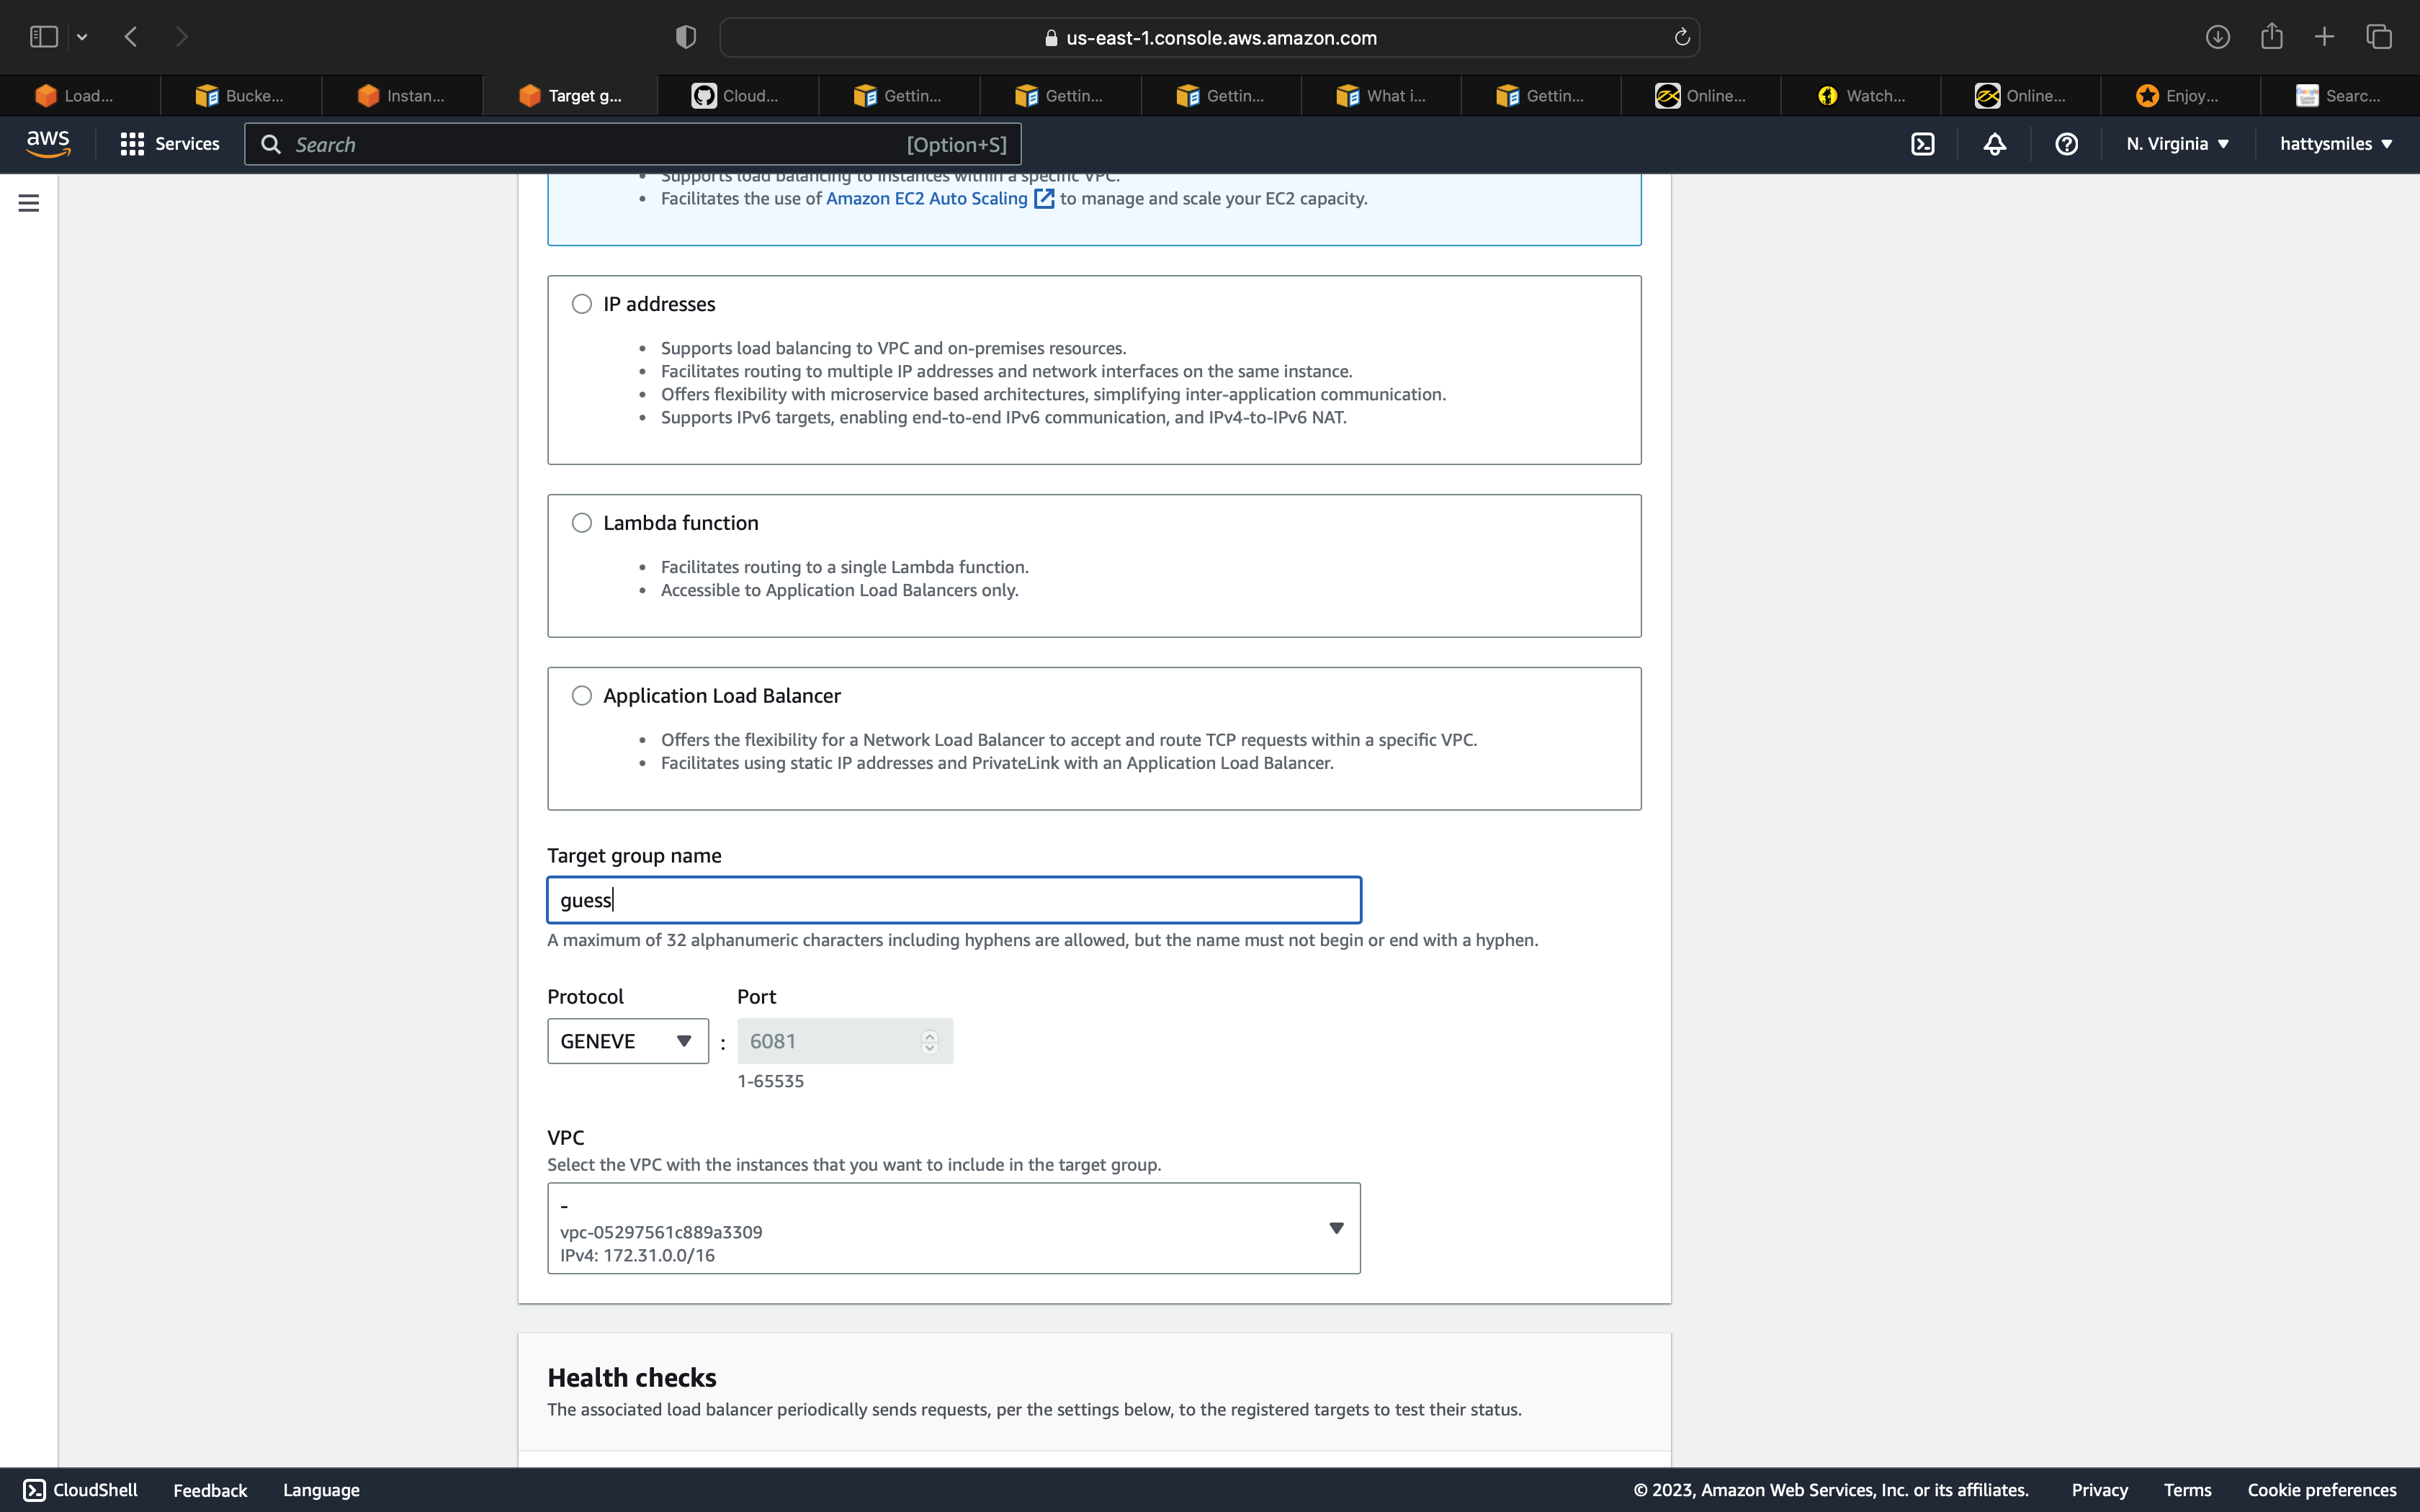 us-east-1.console.aws.amazon.com
Load...
Bucke...
Instan...
Target g...
Cloud...
Gettin...
Gettin...
Gettin...
What i...
Gettin...
Online...
Watch...
Online...
Enjoy...
Searc...
aws
Services
Search
[Option+S]
N. Virginia
hattysmiles
Supports load balancing to instances within a specific VPC.
Facilitates the use of Amazon EC2 Auto Scaling to manage and scale your EC2 capacity.
IP addresses
Supports load balancing to VPC and on-premises resources.
Facilitates routing to multiple IP addresses and network interfaces on the same instance.
Offers flexibility with microservice based architectures, simplifying inter-application communication.
Supports IPv6 targets, enabling end-to-end IPv6 communication, and IPv4-to-IPv6 NAT.
Lambda function
Facilitates routing to a single Lambda function.
Accessible to Application Load Balancers only.
Application Load Balancer
Offers the flexibility for a Network Load Balancer to accept and route TCP requests within a specific VPC.
Facilitates using static IP addresses and PrivateLink with an Application Load Balancer.
Target group name
guess
A maximum of 32 alphanumeric characters including hyphens are allowed, but the name must not begin or end with a hyphen.
Protocol
Port
GENEVE
:
6081
1-65535
VPC
Select the VPC with the instances that you want to include in the target group.
-
vpc-05297561c889a3309
IPv4: 172.31.0.0/16
Health checks
The associated load balancer periodically sends requests, per the settings below, to the registered targets to test their status.
CloudShell
Feedback
Language
© 2023, Amazon Web Services, Inc. or its affiliates.
Privacy
Terms
Cookie preferences